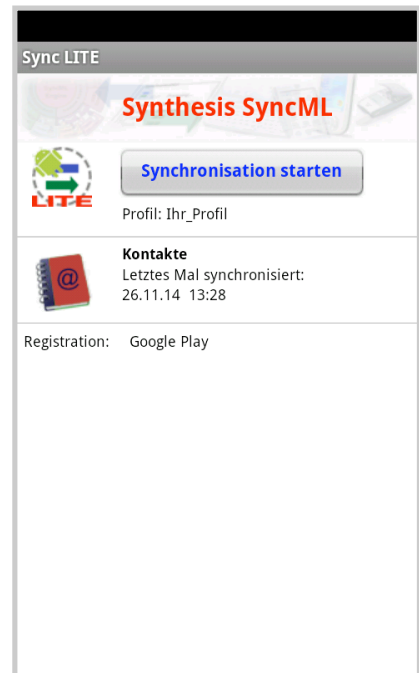 Sync LITE
Synthesis SyncML
LITE
Synchronisation starten
Profil: Ihr_Profil
@
Kontakte
Letztes Mal synchronisiert:
26.11.14 13:28
Registration: Google Play